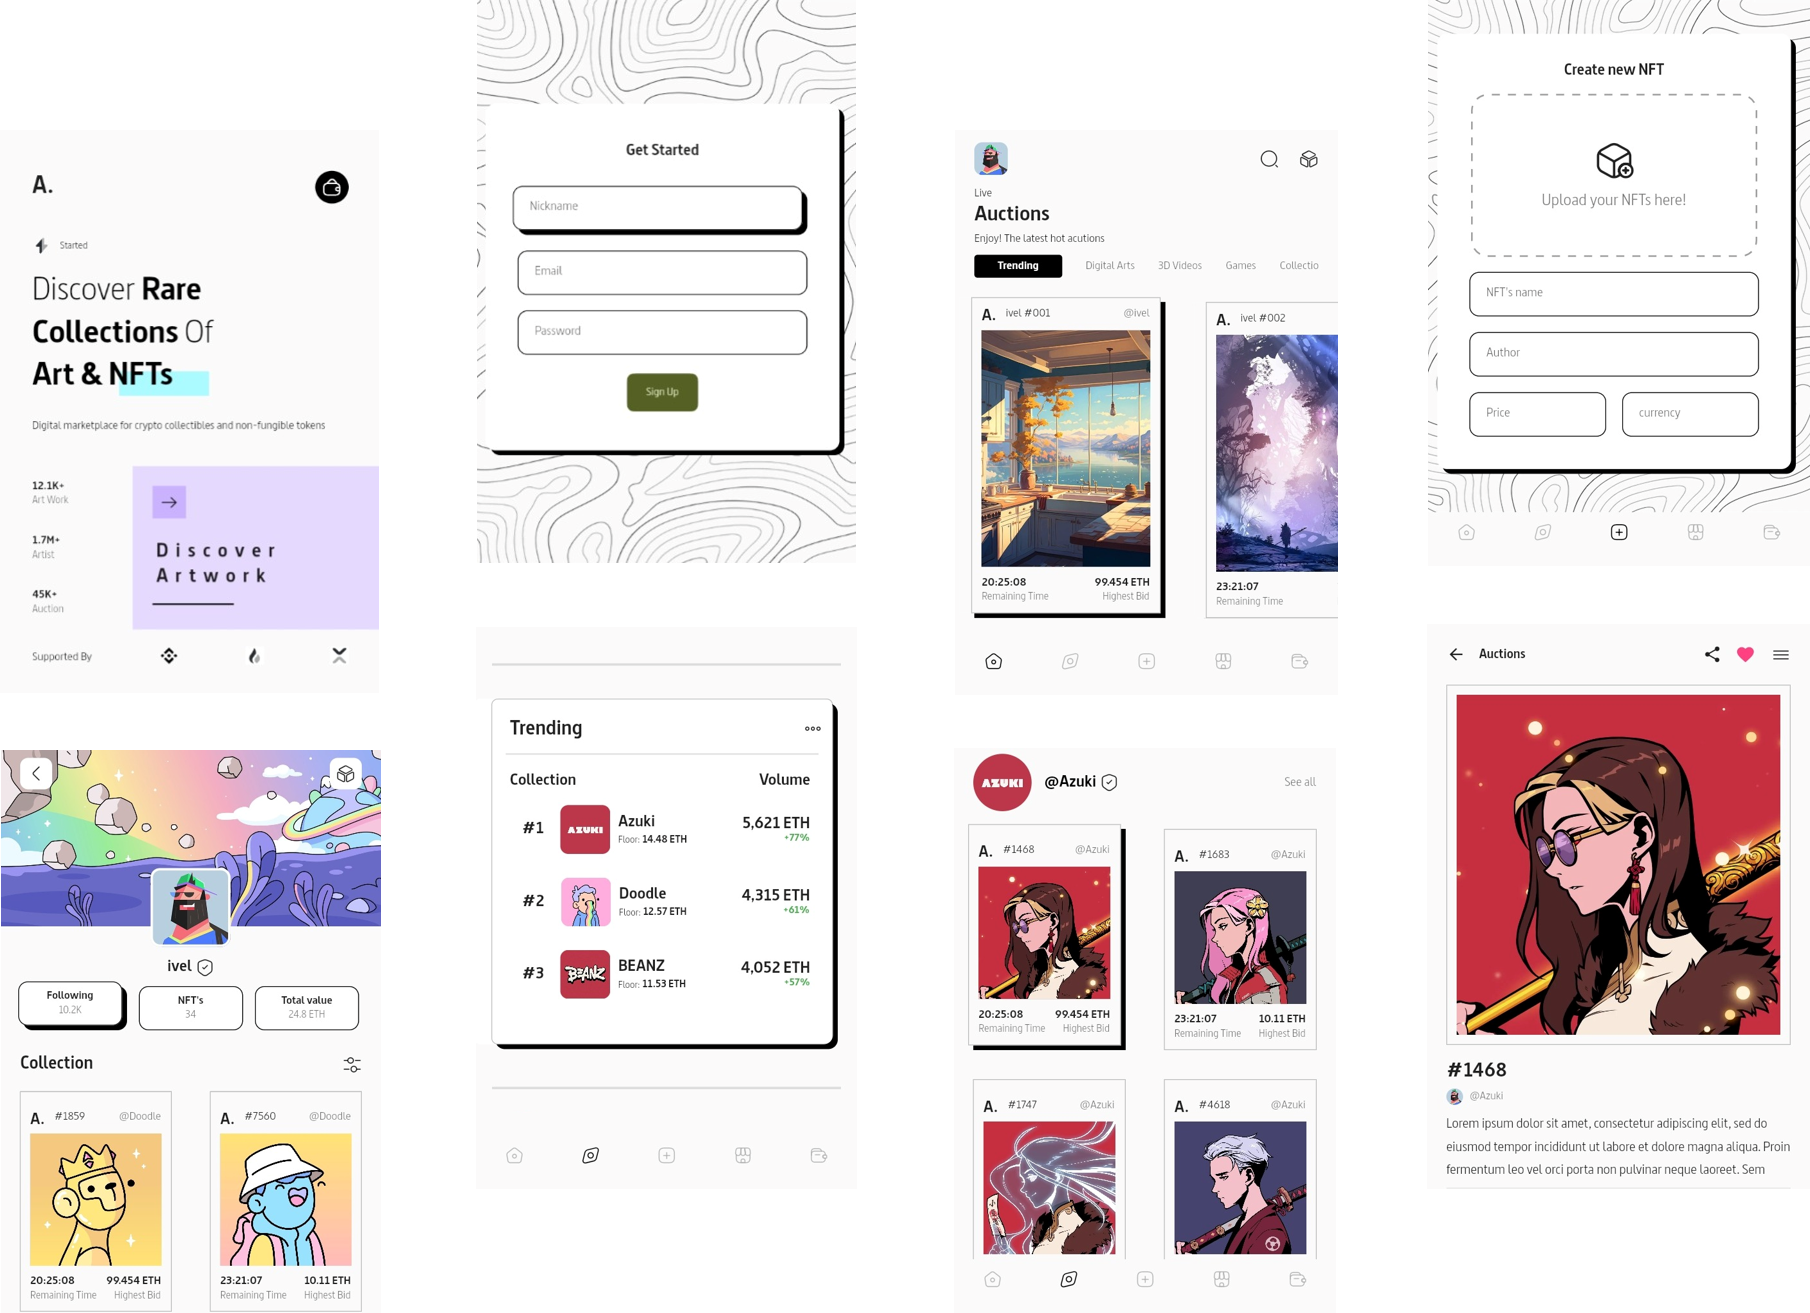 A.
Started
Discover Rare
Collections Of
Art & NFTs
Digital marketplace for crypto collectibles and non-fungible tokens
12.1K+
Art Work
1.7M+
Artist
45K+
Auction
Discover
Artwork
Supported By
ivel
Following
10.2K
NFT's
34
Total value
24.8 ETH
Collection
A. #1859 @Doodle
20:25:08 99.454 ETH
Remaining Time Highest Bid
A. #7560 @Doodle
23:21:07 10.11 ETH
Remaining Time Highest Bid
Get Started
Nickname
Email
Password
Sign Up
Trending
Collection Volume
#1 AZUKI Azuki 5,621 ETH
Floor: 14.48 ETH +77%
#2 Doodle 4,315 ETH
Floor: 12.57 ETH +61%
#3 BEANZ BEANZ 4,052 ETH
Floor: 11.53 ETH +57%
Live
Auctions
Enjoy! The latest hot acutions
Trending Digital Arts 3D Videos Games Collectio
A. ivel #001 @ivel
20:25:08 99.454 ETH
Remaining Time Highest Bid
A. ivel #002
23:21:07
Remaining Time
AZUKI @Azuki See all
A. #1468 @Azuki
20:25:08 99.454 ETH
Remaining Time Highest Bid
A. #1683 @Azuki
23:21:07 10.11 ETH
Remaining Time Highest Bid
A. #1747 @Azuki
A. #4618 @Azuki
Create new NFT
Upload your NFTs here!
NFT's name
Author
Price currency
Auctions
#1468
@Azuki
Lorem ipsum dolor sit amet, consectetur adipiscing elit, sed do
eiusmod tempor incididunt ut labore et dolore magna aliqua. Proin
fermentum leo vel orci porta non pulvinar neque laoreet. Sem